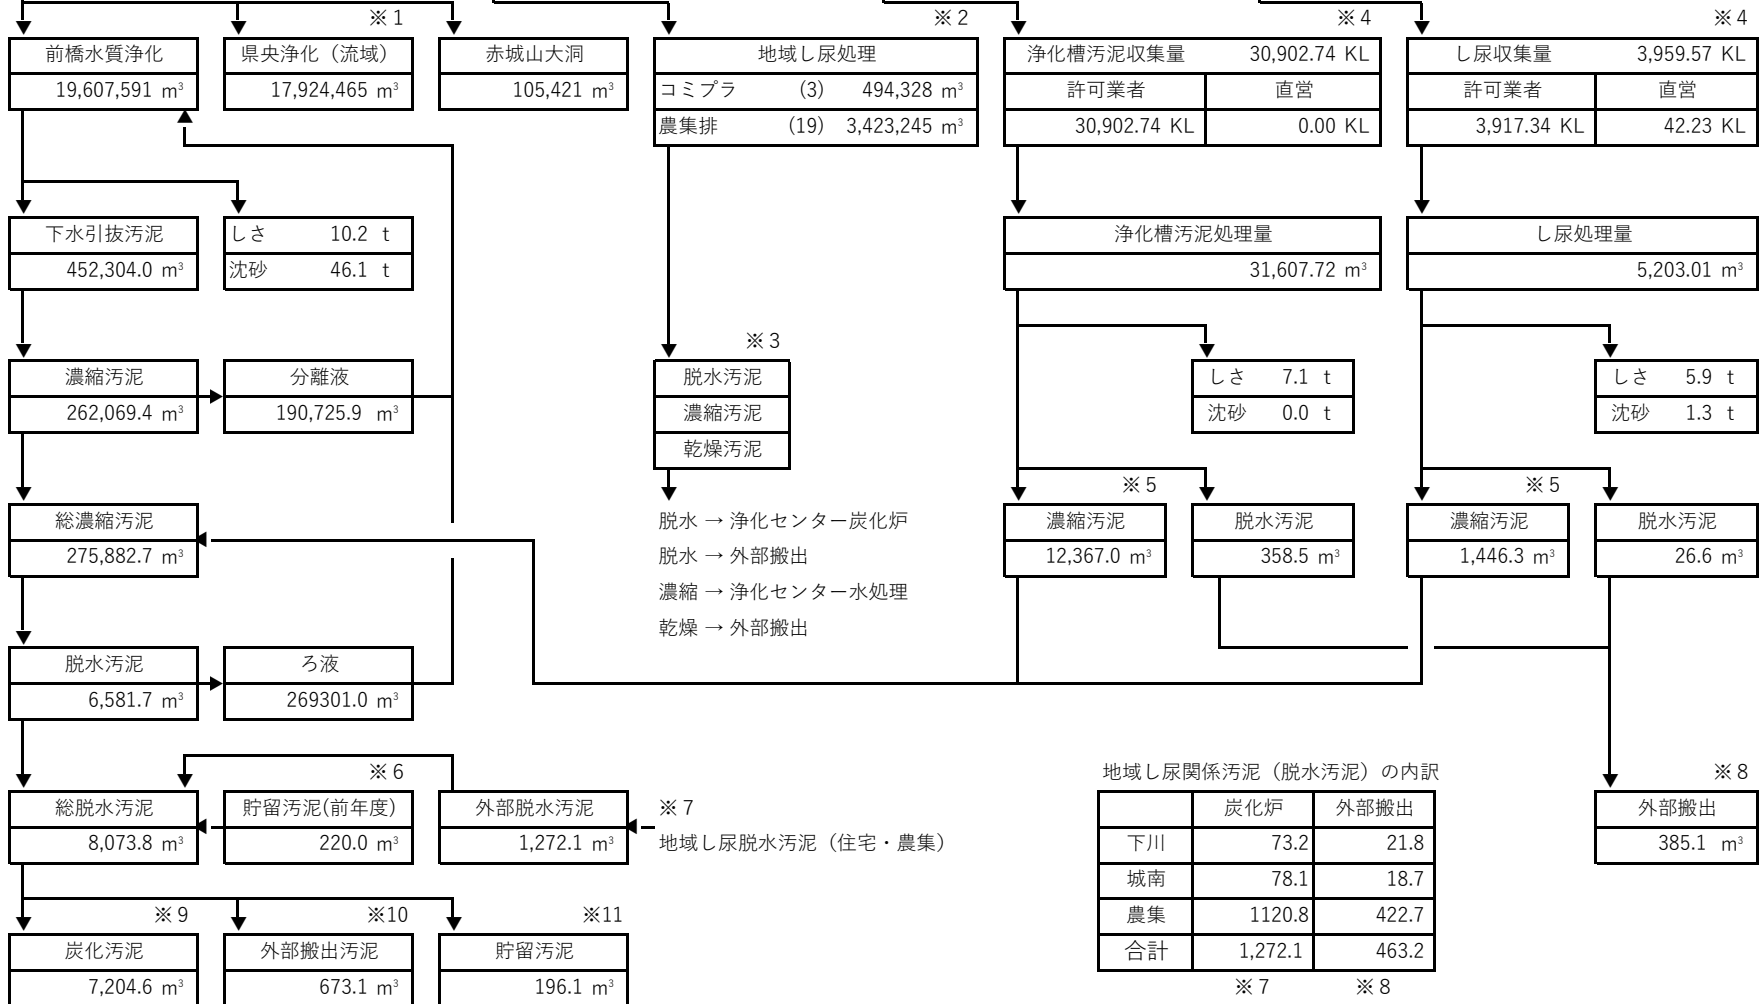 ※1
※2
※4
※4
前橋水質浄化
19,607,591 m³
県央浄化（流域）
17,924,465 m³
赤城山大洞
105,421 m³
地域し尿処理
コミプラ (3) 494,328 m³
農集排 (19) 3,423,245 m³
浄化槽汚泥収集量 30,902.74 KL
許可業者 直営
30,902.74 KL 0.00 KL
し尿収集量 3,959.57 KL
許可業者 直営
3,917.34 KL 42.23 KL
下水引抜汚泥
452,304.0 m³
しさ 10.2 t
沈砂 46.1 t
浄化槽汚泥処理量
31,607.72 m³
し尿処理量
5,203.01 m³
濃縮汚泥
262,069.4 m³
分離液
190,725.9 m³
※3
脱水汚泥
濃縮汚泥
乾燥汚泥
しさ 7.1 t
沈砂 0.0 t
しさ 5.9 t
沈砂 1.3 t
総濃縮汚泥
275,882.7 m³
脱水 → 浄化センター炭化炉
脱水 → 外部搬出
濃縮 → 浄化センター水処理
乾燥 → 外部搬出
※5
濃縮汚泥
12,367.0 m³
脱水汚泥
358.5 m³
※5
濃縮汚泥
1,446.3 m³
脱水汚泥
26.6 m³
脱水汚泥
6,581.7 m³
ろ液
269301.0 m³
※6
総脱水汚泥
8,073.8 m³
貯留汚泥(前年度)
220.0 m³
外部脱水汚泥
1,272.1 m³
※7
地域し尿脱水汚泥（住宅・農集）
地域し尿関係汚泥（脱水汚泥）の内訳
炭化炉 外部搬出
下川 73.2 21.8
城南 78.1 18.7
農集 1120.8 422.7
合計 1,272.1 463.2
※7 ※8
※8
外部搬出
385.1 m³
※9
炭化汚泥
7,204.6 m³
※10
外部搬出汚泥
673.1 m³
※11
貯留汚泥
196.1 m³